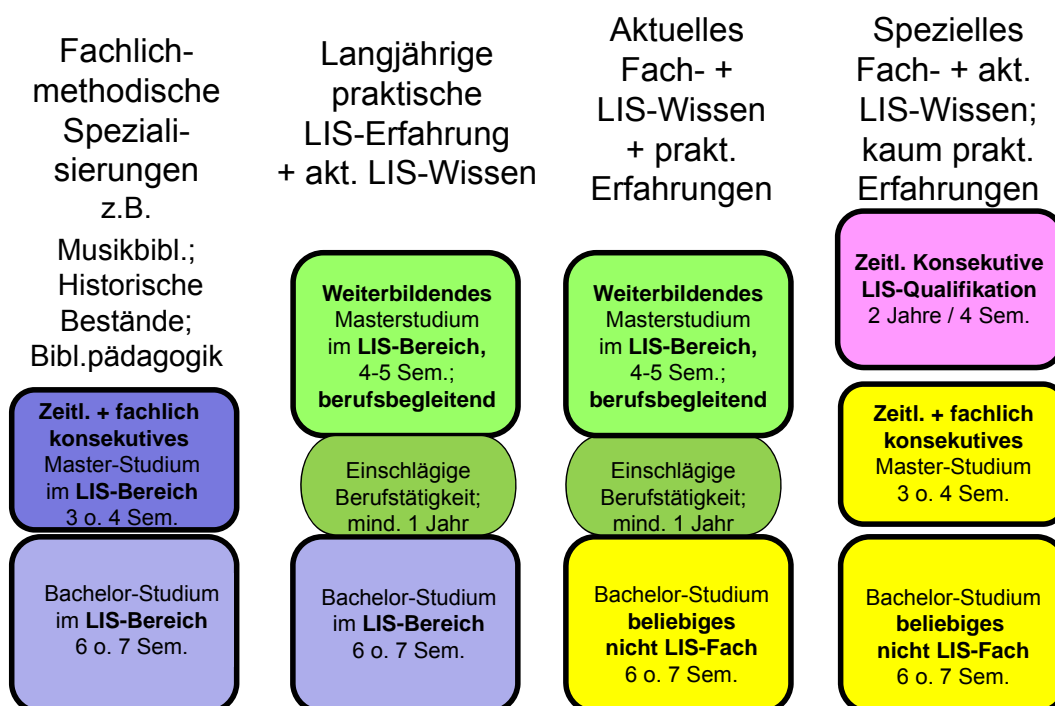 Fachlich-
methodische
Speziali-
sierungen
z.B.
Musikbibl.;
Historische
Bestände;
Bibl.pädagogik
Zeitl. + fachlich
konsekutives
Master-Studium
im LIS-Bereich
3 o. 4 Sem.
Bachelor-Studium
im LIS-Bereich
6 o. 7 Sem.
Langjährige
praktische
LIS-Erfahrung
+ akt. LIS-Wissen
Weiterbildendes
Masterstudium
im LIS-Bereich,
4-5 Sem.;
berufsbegleitend
Einschlägige
Berufstätigkeit;
mind. 1 Jahr
Bachelor-Studium
im LIS-Bereich
6 o. 7 Sem.
Aktuelles
Fach- +
LIS-Wissen
+ prakt.
Erfahrungen
Weiterbildendes
Masterstudium
im LIS-Bereich,
4-5 Sem.;
berufsbegleitend
Einschlägige
Berufstätigkeit;
mind. 1 Jahr
Bachelor-Studium
beliebiges
nicht LIS-Fach
6 o. 7 Sem.
Spezielles
Fach- + akt.
LIS-Wissen;
kaum prakt.
Erfahrungen
Zeitl. Konsekutive
LIS-Qualifikation
2 Jahre / 4 Sem.
Zeitl. + fachlich
konsekutives
Master-Studium
3 o. 4 Sem.
Bachelor-Studium
beliebiges
nicht LIS-Fach
6 o. 7 Sem.